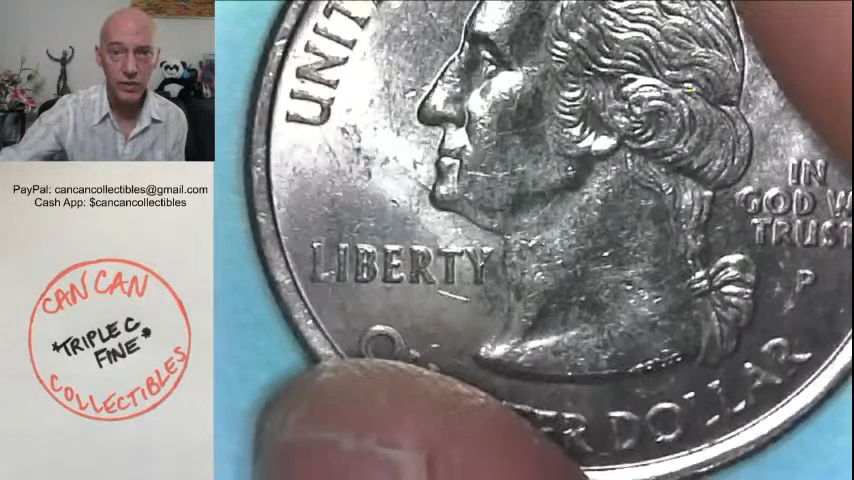 PayPal: cancancollectibles@gmail.com
Cash App: $cancancollectibles
CAN CAN
*TRIPLE C
FINE*
COLLECTIBLES
UNIT
LIBERTY
IN
GOD W
TRUST
P
ER DOLLAR